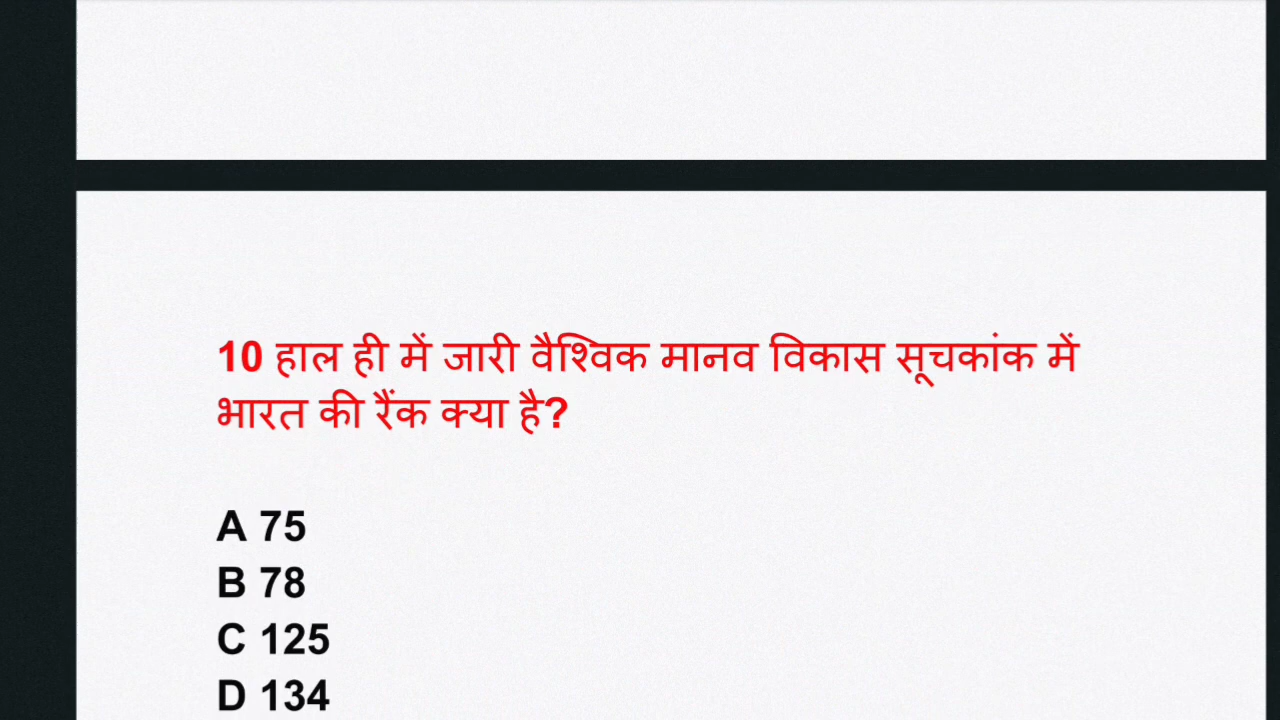 10 हाल ही में जारी वैश्विक मानव विकास सूचकांक में
भारत की रैंक क्या है?
A 75
B 78
C 125
D 134